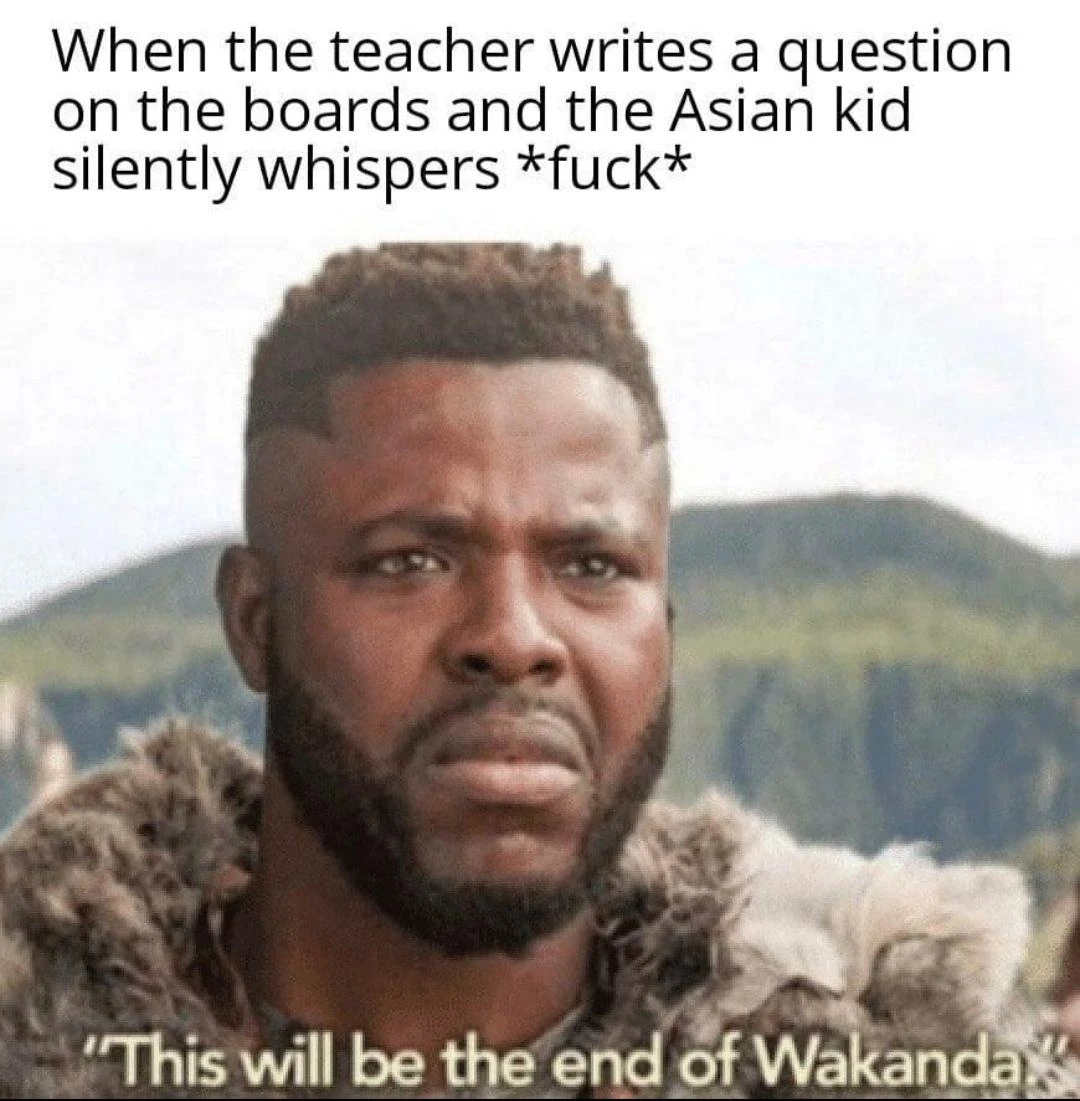 When the teacher writes a question
on the boards and the Asian kid
silently whispers *fuck*
"This will be the end of Wakanda."